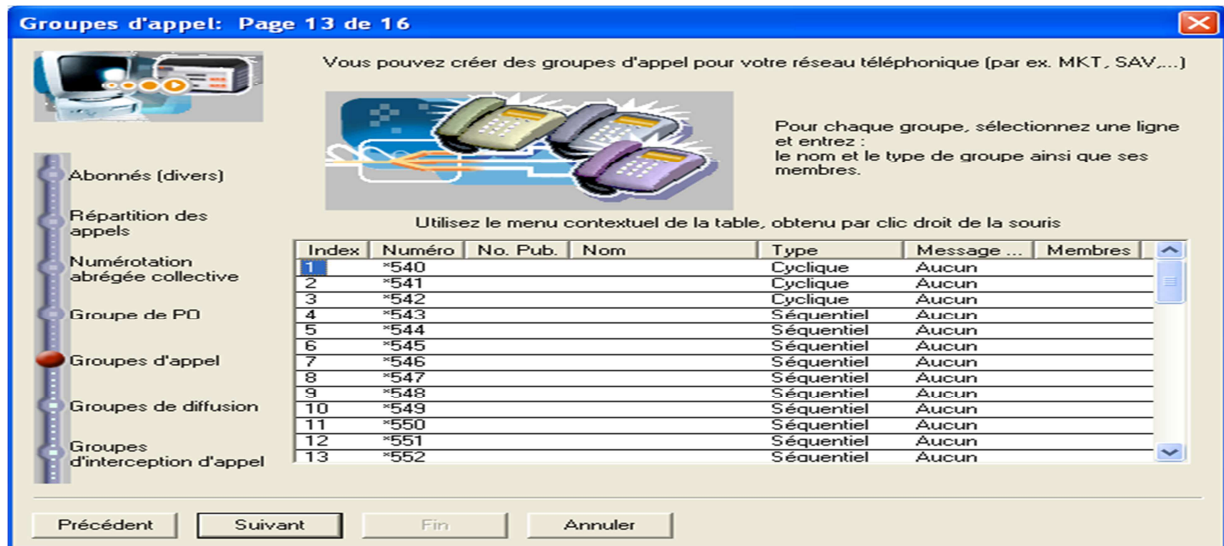 Groupes d'appel: Page 13 de 16
Vous pouvez créer des groupes d'appel pour votre réseau téléphonique (par ex. MKT, SAV,...)
Pour chaque groupe, sélectionnez une ligne
et entrez :
le nom et le type de groupe ainsi que ses
membres.
Abonnés (divers)
Répartition des
appels
Numérotation
abrégée collective
Groupe de PO
Groupes d'appel
Groupes de diffusion
Groupes
d'interception d'appel
Utilisez le menu contextuel de la table, obtenu par clic droit de la souris
Index Numéro No. Pub. Nom Type Message ... Membres
1 *540 Cyclique Aucun
2 *541 Cyclique Aucun
3 *542 Cyclique Aucun
4 *543 Séquentiel Aucun
5 *544 Séquentiel Aucun
6 *545 Séquentiel Aucun
7 *546 Séquentiel Aucun
8 *547 Séquentiel Aucun
9 *548 Séquentiel Aucun
10 *549 Séquentiel Aucun
11 *550 Séquentiel Aucun
12 *551 Séquentiel Aucun
13 *552 Séquentiel Aucun
Précédent Suivant Fin Annuler